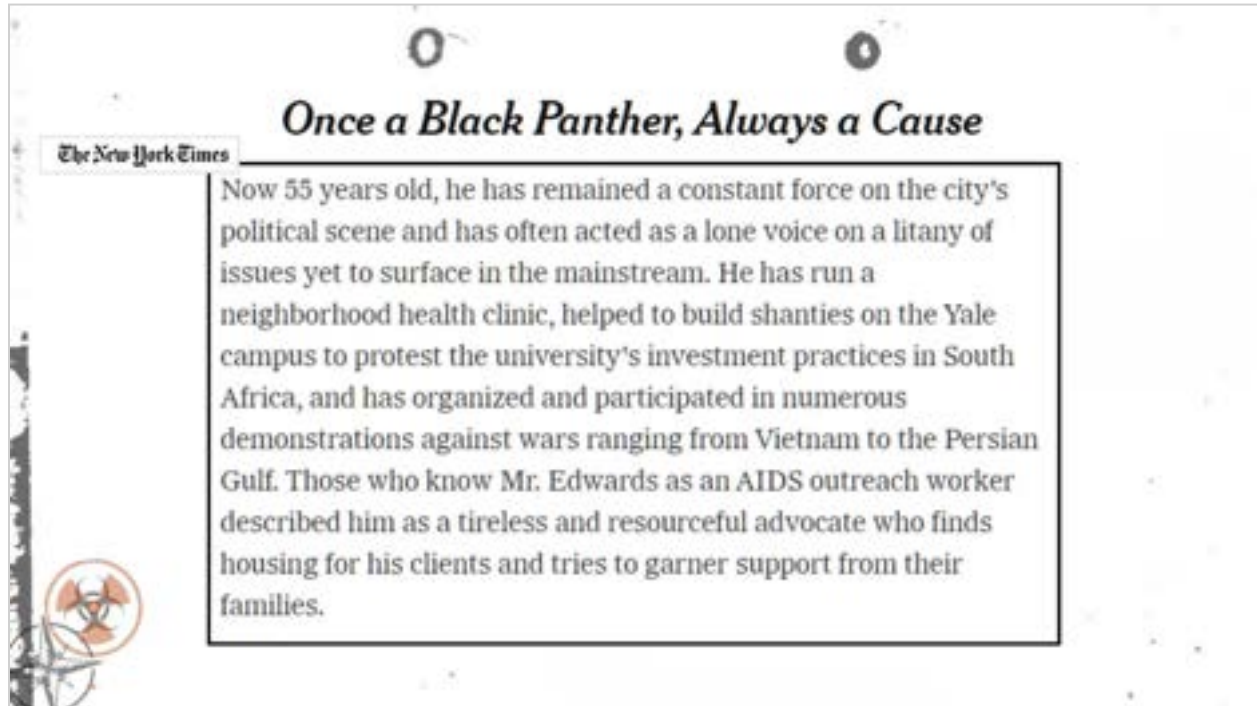 Once a Black Panther, Always a Cause
The New York Times
Now 55 years old, he has remained a constant force on the city's
political scene and has often acted as a lone voice on a litany of
issues yet to surface in the mainstream. He has run a
neighborhood health clinic, helped to build shanties on the Yale
campus to protest the university's investment practices in South
Africa, and has organized and participated in numerous
demonstrations against wars ranging from Vietnam to the Persian
Gulf. Those who know Mr. Edwards as an AIDS outreach worker
described him as a tireless and resourceful advocate who finds
housing for his clients and tries to garner support from their
families.